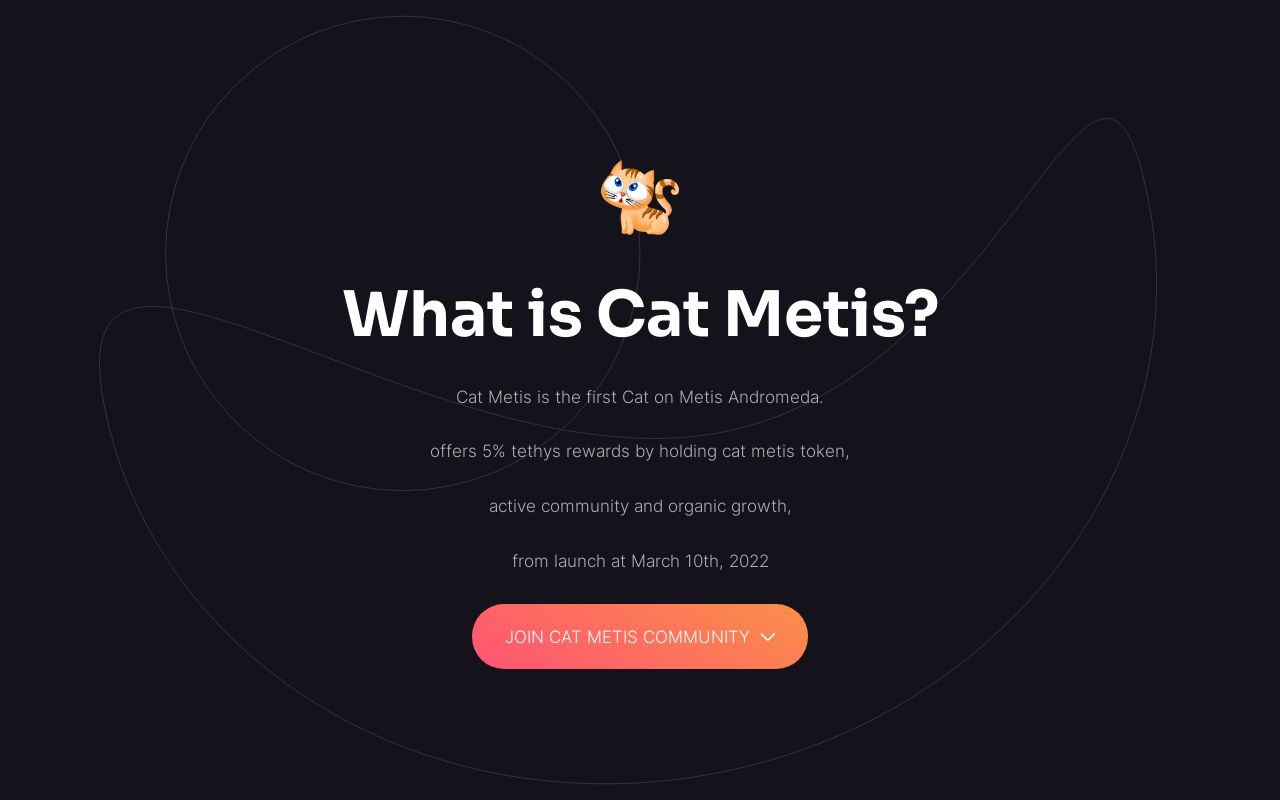 What is Cat Metis?
Cat Metis is the first Cat on Metis Andromeda.
offers 5% tethys rewards by holding cat metis token,
active community and organic growth,
from launch at March 10th, 2022
JOIN CAT METIS COMMUNITY